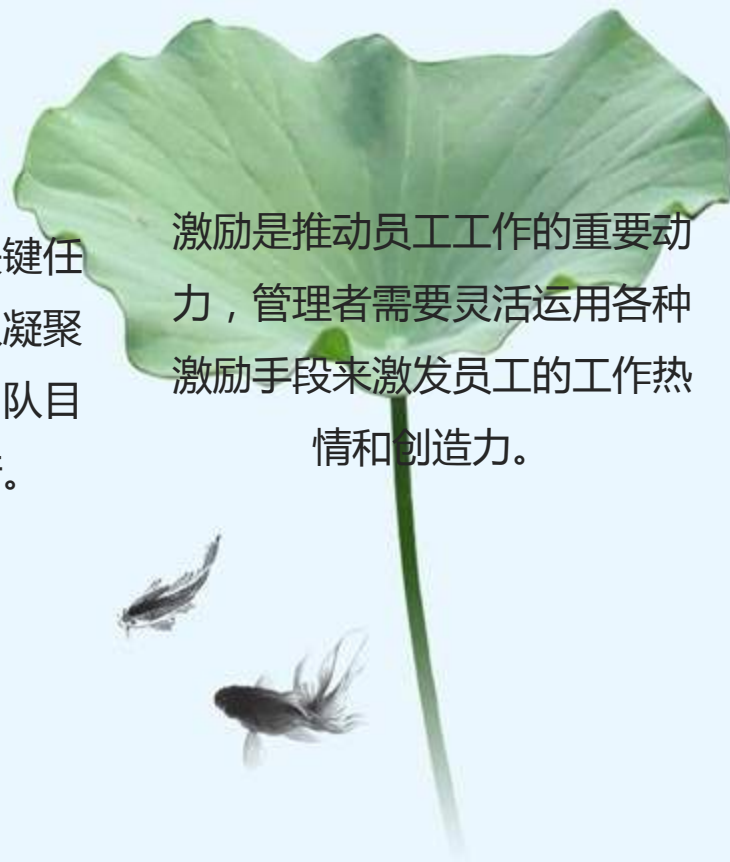 键任
凝聚
队目
。
激励是推动员工工作的重要动
力，管理者需要灵活运用各种
激励手段来激发员工的工作热
情和创造力。